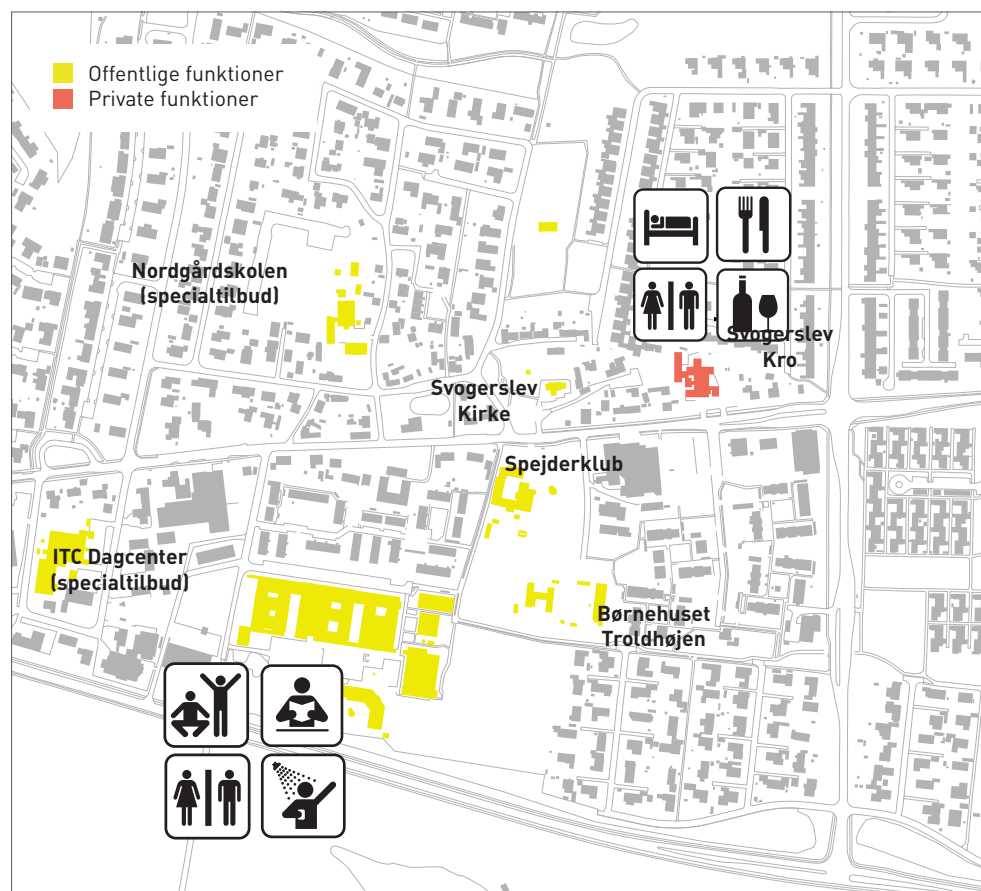 Offentlige funktioner
Private funktioner
Nordgårdskolen
(specialtilbud)
Svogerslev
Kro
Svogerslev
Kirke
Spejderklub
ITC Dagcenter
(specialtilbud)
Børnehuset
Troldhøjen